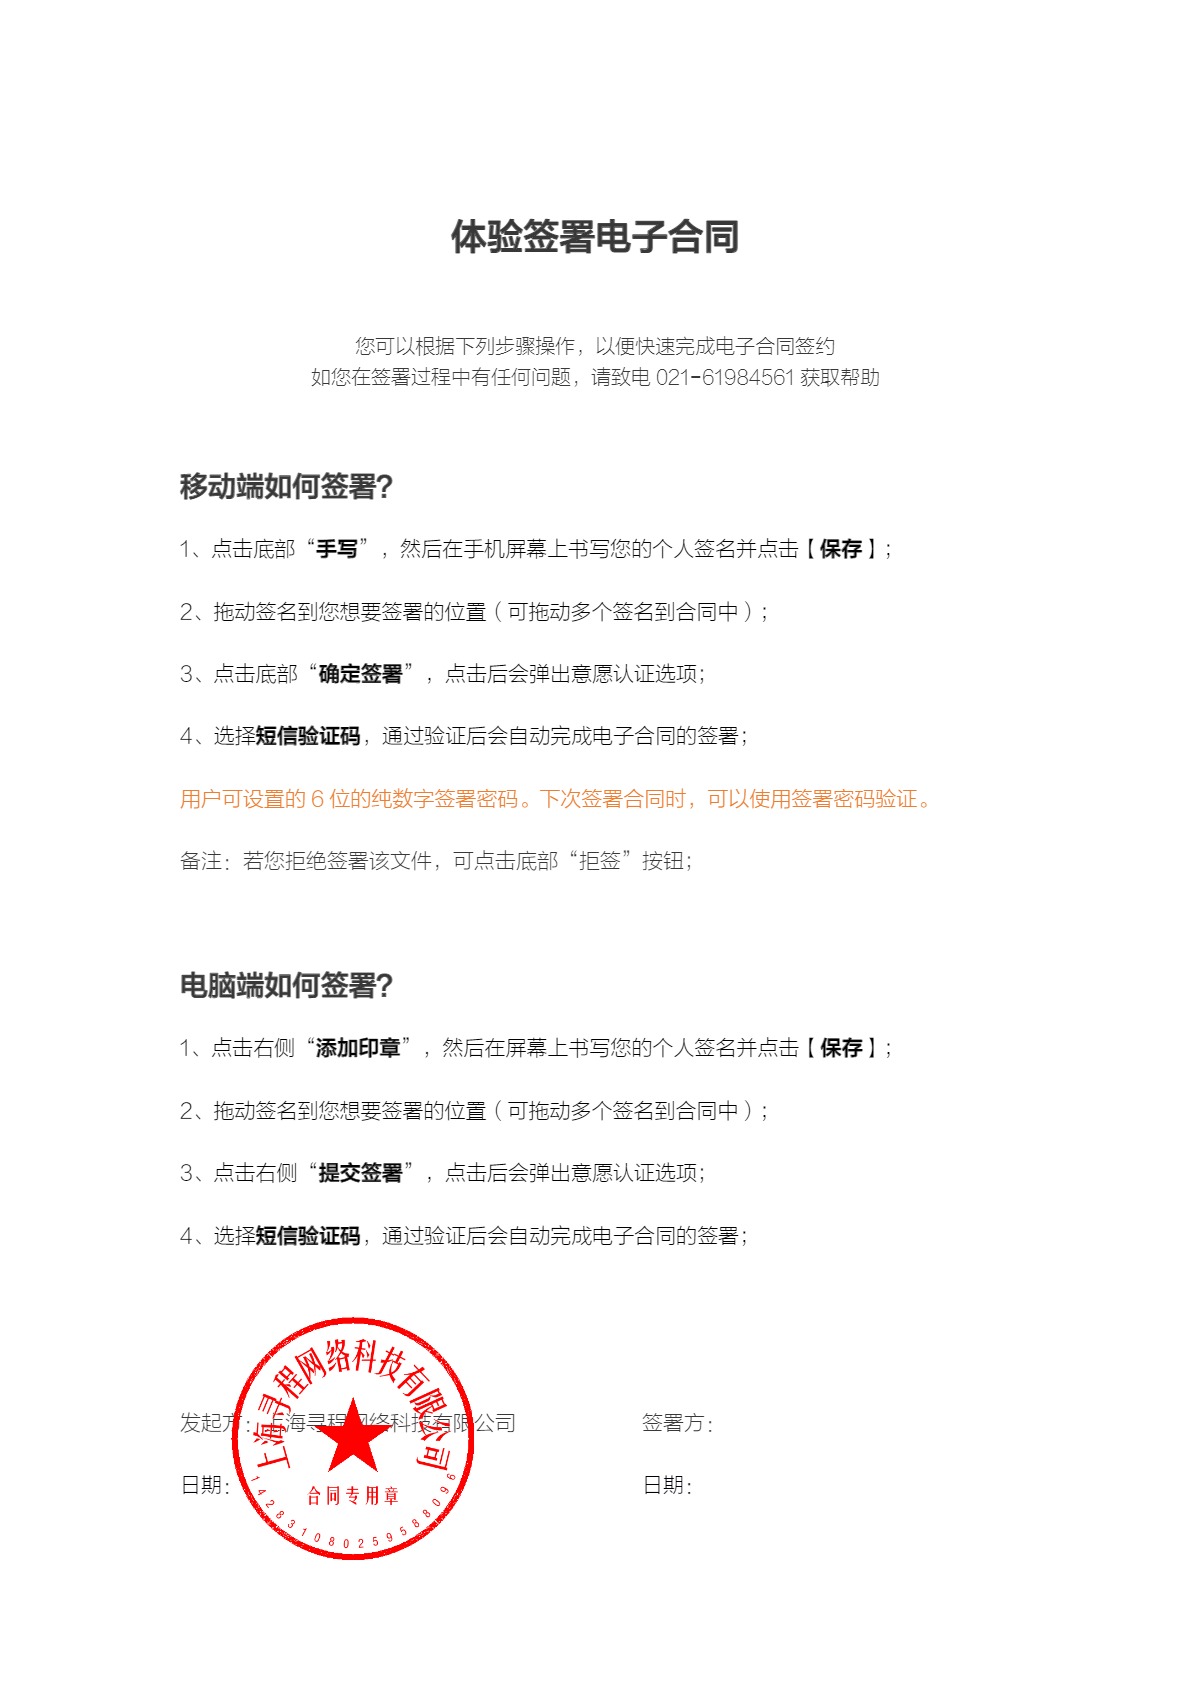 体验签署电子合同
您可以根据下列步骤操作，以便快速完成电子合同签约
如您在签署过程中有任何问题，请致电 021-61984561 获取帮助
移动端如何签署？
1、点击底部“手写”，然后在手机屏幕上书写您的个人签名并点击【保存】；
2、拖动签名到您想要签署的位置（可拖动多个签名到合同中）；
3、点击底部“确定签署”，点击后会弹出意愿认证选项；
4、选择短信验证码，通过验证后会自动完成电子合同的签署；
用户可设置的 6 位的纯数字签署密码。下次签署合同时，可以使用签署密码验证。
备注：若您拒绝签署该文件，可点击底部“拒签”按钮；
电脑端如何签署？
1、点击右侧“添加印章”，然后在屏幕上书写您的个人签名并点击【保存】；
2、拖动签名到您想要签署的位置（可拖动多个签名到合同中）；
3、点击右侧“提交签署”，点击后会弹出意愿认证选项；
4、选择短信验证码，通过验证后会自动完成电子合同的签署；
发起方：上海寻程网络科技有限公司 签署方：
日期： 日期：
上海寻程网络科技有限公司
合同专用章
1428310802595888096